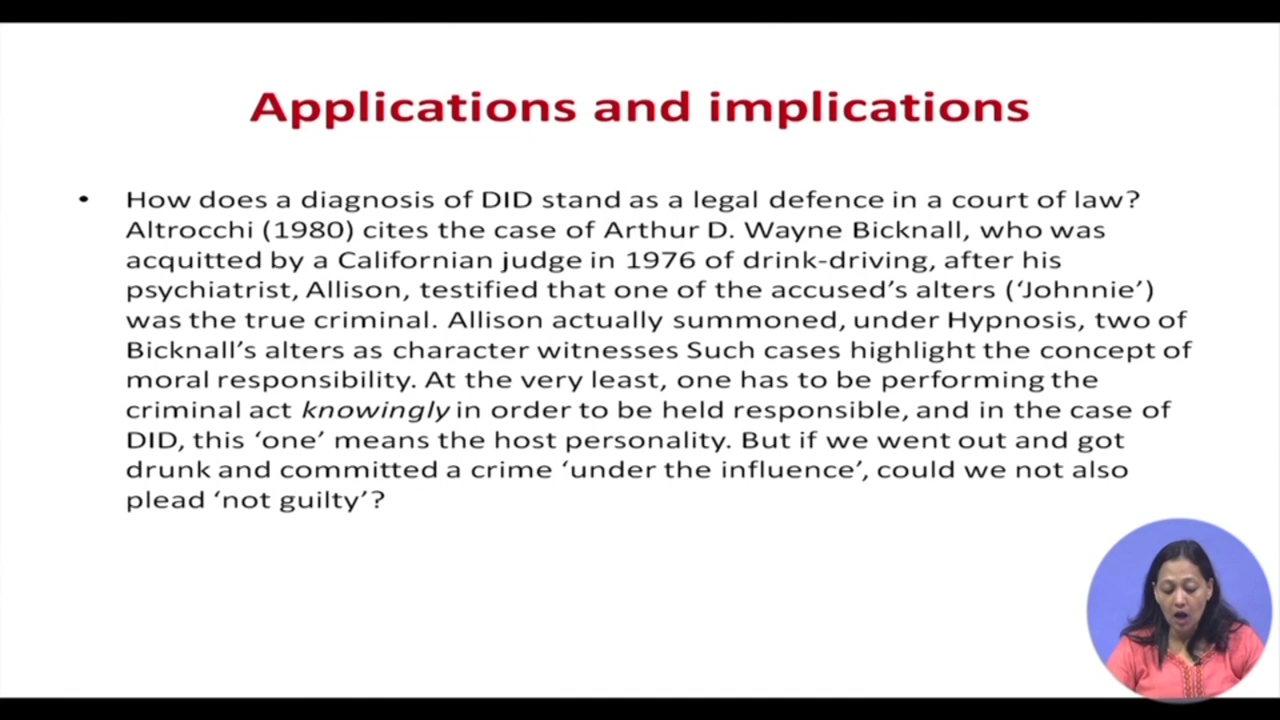 Applications and implications
• How does a diagnosis of DID stand as a legal defence in a court of law?
Altrocchi (1980) cites the case of Arthur D. Wayne Bicknall, who was
acquitted by a Californian judge in 1976 of drink-driving, after his
psychiatrist, Allison, testified that one of the accused’s alters (‘Johnnie’)
was the true criminal. Allison actually summoned, under Hypnosis, two of
Bicknall’s alters as character witnesses Such cases highlight the concept of
moral responsibility. At the very least, one has to be performing the
criminal act knowingly in order to be held responsible, and in the case of
DID, this ‘one’ means the host personality. But if we went out and got
drunk and committed a crime ‘under the influence’, could we not also
plead ‘not guilty’?